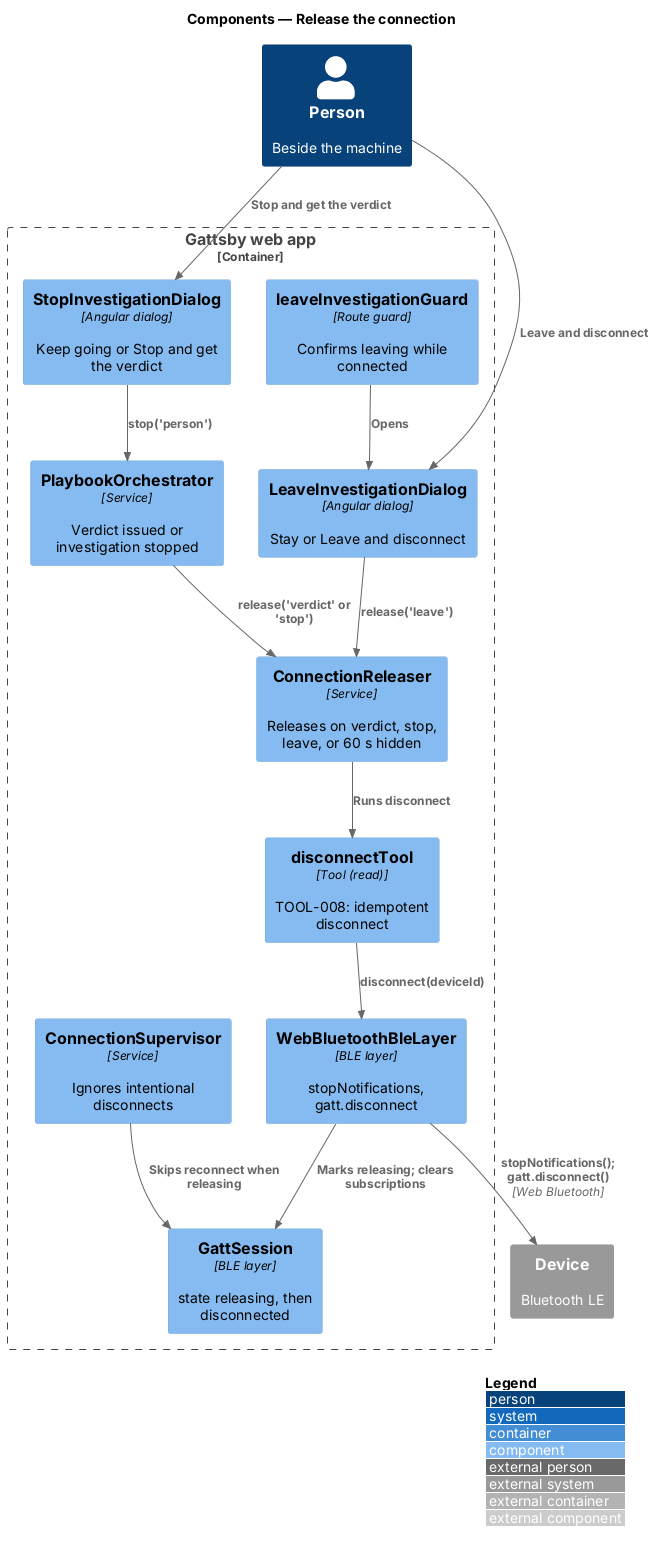 Components — Release the connection
Person
Beside the machine
Stop and get the verdict
Gattsby web app
[Container]
StopInvestigationDialog
[Angular dialog]
Keep going or Stop and get
the verdict
leaveInvestigationGuard
[Route guard]
Confirms leaving while
connected
Leave and disconnect
stop('person')
Opens
PlaybookOrchestrator
[Service]
Verdict issued or
investigation stopped
LeaveInvestigationDialog
[Angular dialog]
Stay or Leave and disconnect
release('verdict' or
'stop')
release('leave')
ConnectionReleaser
[Service]
Releases on verdict, stop,
leave, or 60 s hidden
Runs disconnect
disconnectTool
[Tool (read)]
TOOL-008: idempotent
disconnect
disconnect(deviceId)
ConnectionSupervisor
[Service]
Ignores intentional
disconnects
WebBluetoothBleLayer
[BLE layer]
stopNotifications,
gatt.disconnect
Skips reconnect when
releasing
Marks releasing; clears
subscriptions
stopNotifications();
gatt.disconnect()
[Web Bluetooth]
GattSession
[BLE layer]
state releasing, then
disconnected
Device
Bluetooth LE
Legend
person
system
container
component
external person
external system
external container
external component